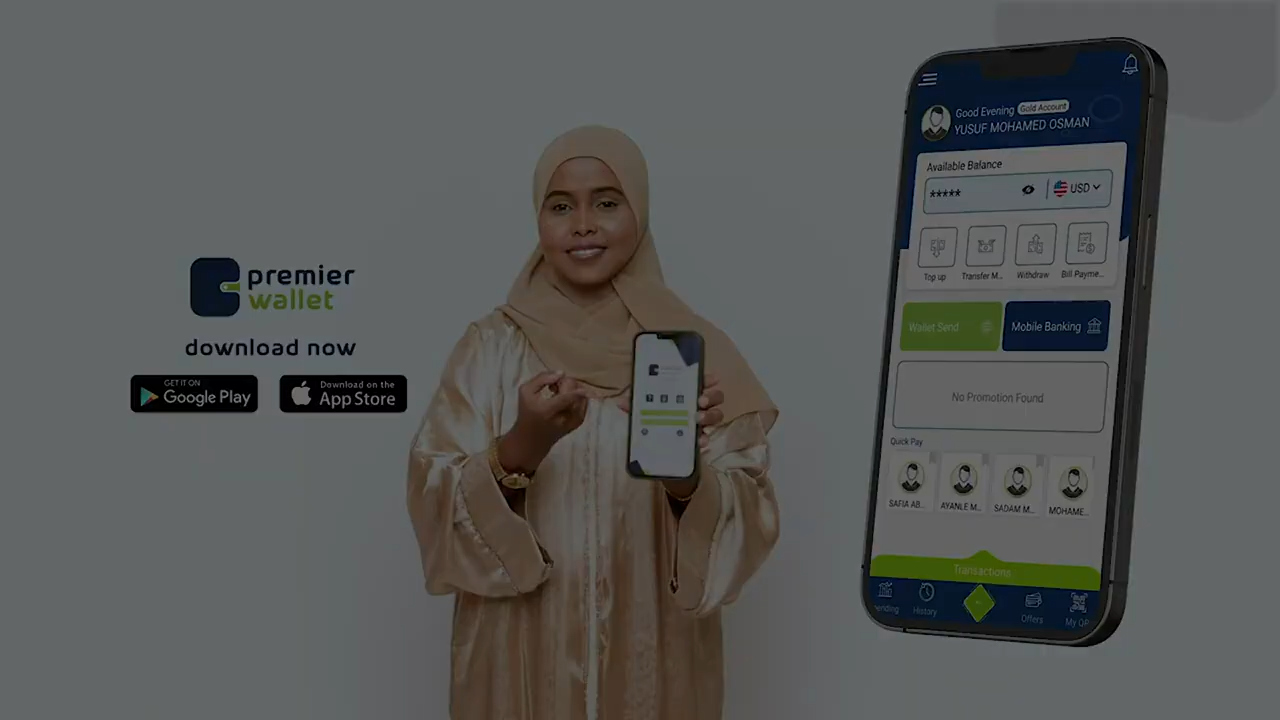 premier
wallet
download now
GET IT ON
Google Play
Download on the
App Store
Good Evening Gold Account
YUSUF MOHAMED OSMAN
Available Balance
***** USD
Top up Transfer M... Withdraw Bill Payme...
Wallet Send Mobile Banking
No Promotion Found
Quick Pay
SAFIA AB... AYANLE M... SADAM M... MOHAME...
Transactions
History Offers My QR